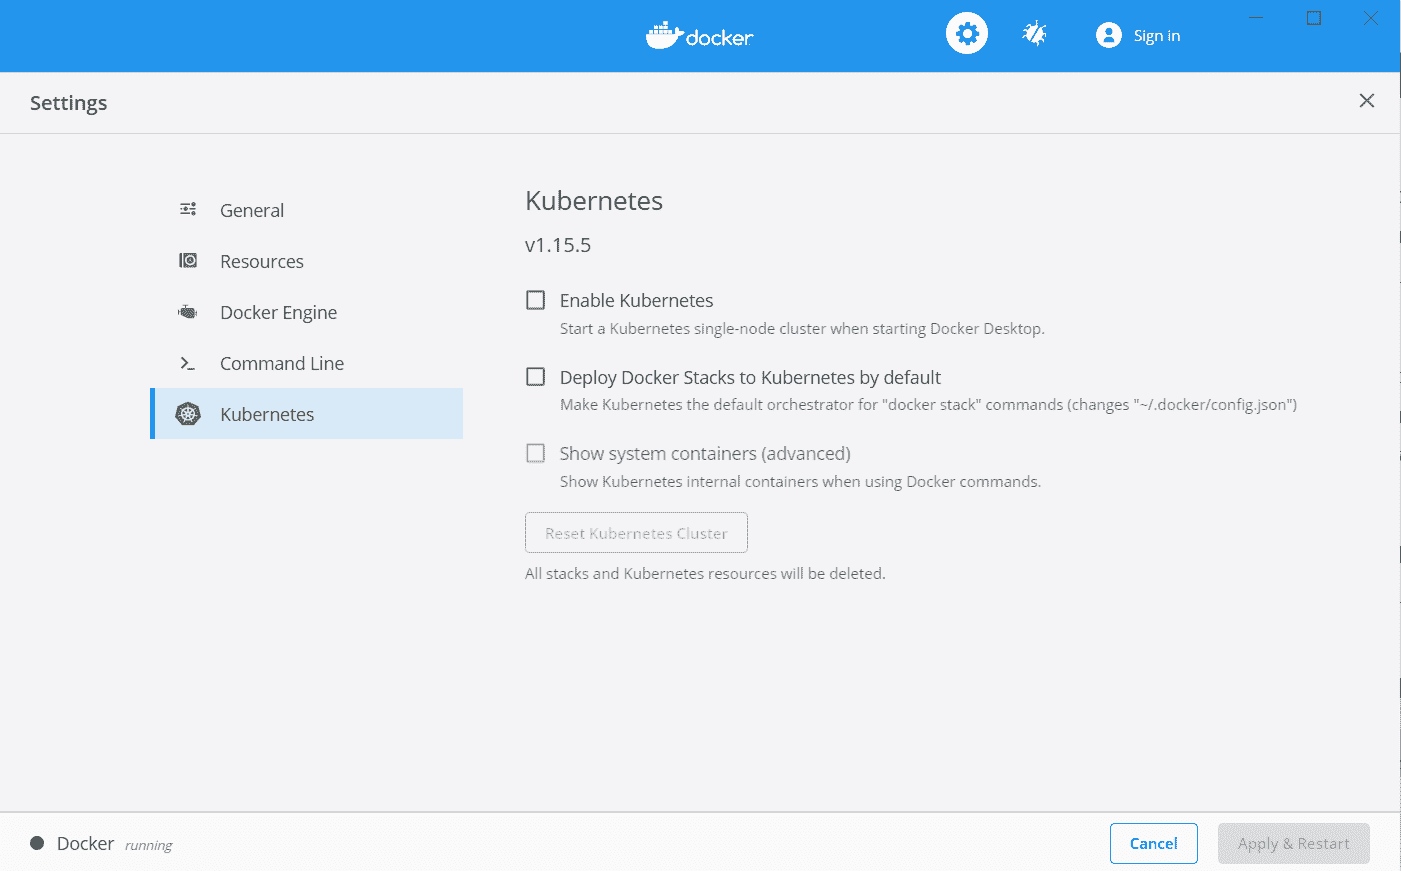 docker
Sign in
Settings
General
Resources
Docker Engine
Command Line
Kubernetes
Kubernetes
v1.15.5
Enable Kubernetes
Start a Kubernetes single-node cluster when starting Docker Desktop.
Deploy Docker Stacks to Kubernetes by default
Make Kubernetes the default orchestrator for "docker stack" commands (changes "~/.docker/config.json")
Show system containers (advanced)
Show Kubernetes internal containers when using Docker commands.
Reset Kubernetes Cluster
All stacks and Kubernetes resources will be deleted.
Docker running
Cancel
Apply & Restart